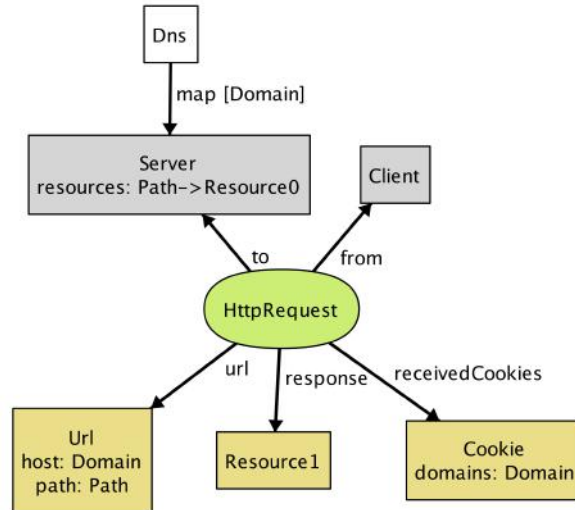 Dns
map [Domain]
Server
resources: Path->Resource0
Client
to
from
HttpRequest
url
response
receivedCookies
Url
host: Domain
path: Path
Resource1
Cookie
domains: Domain